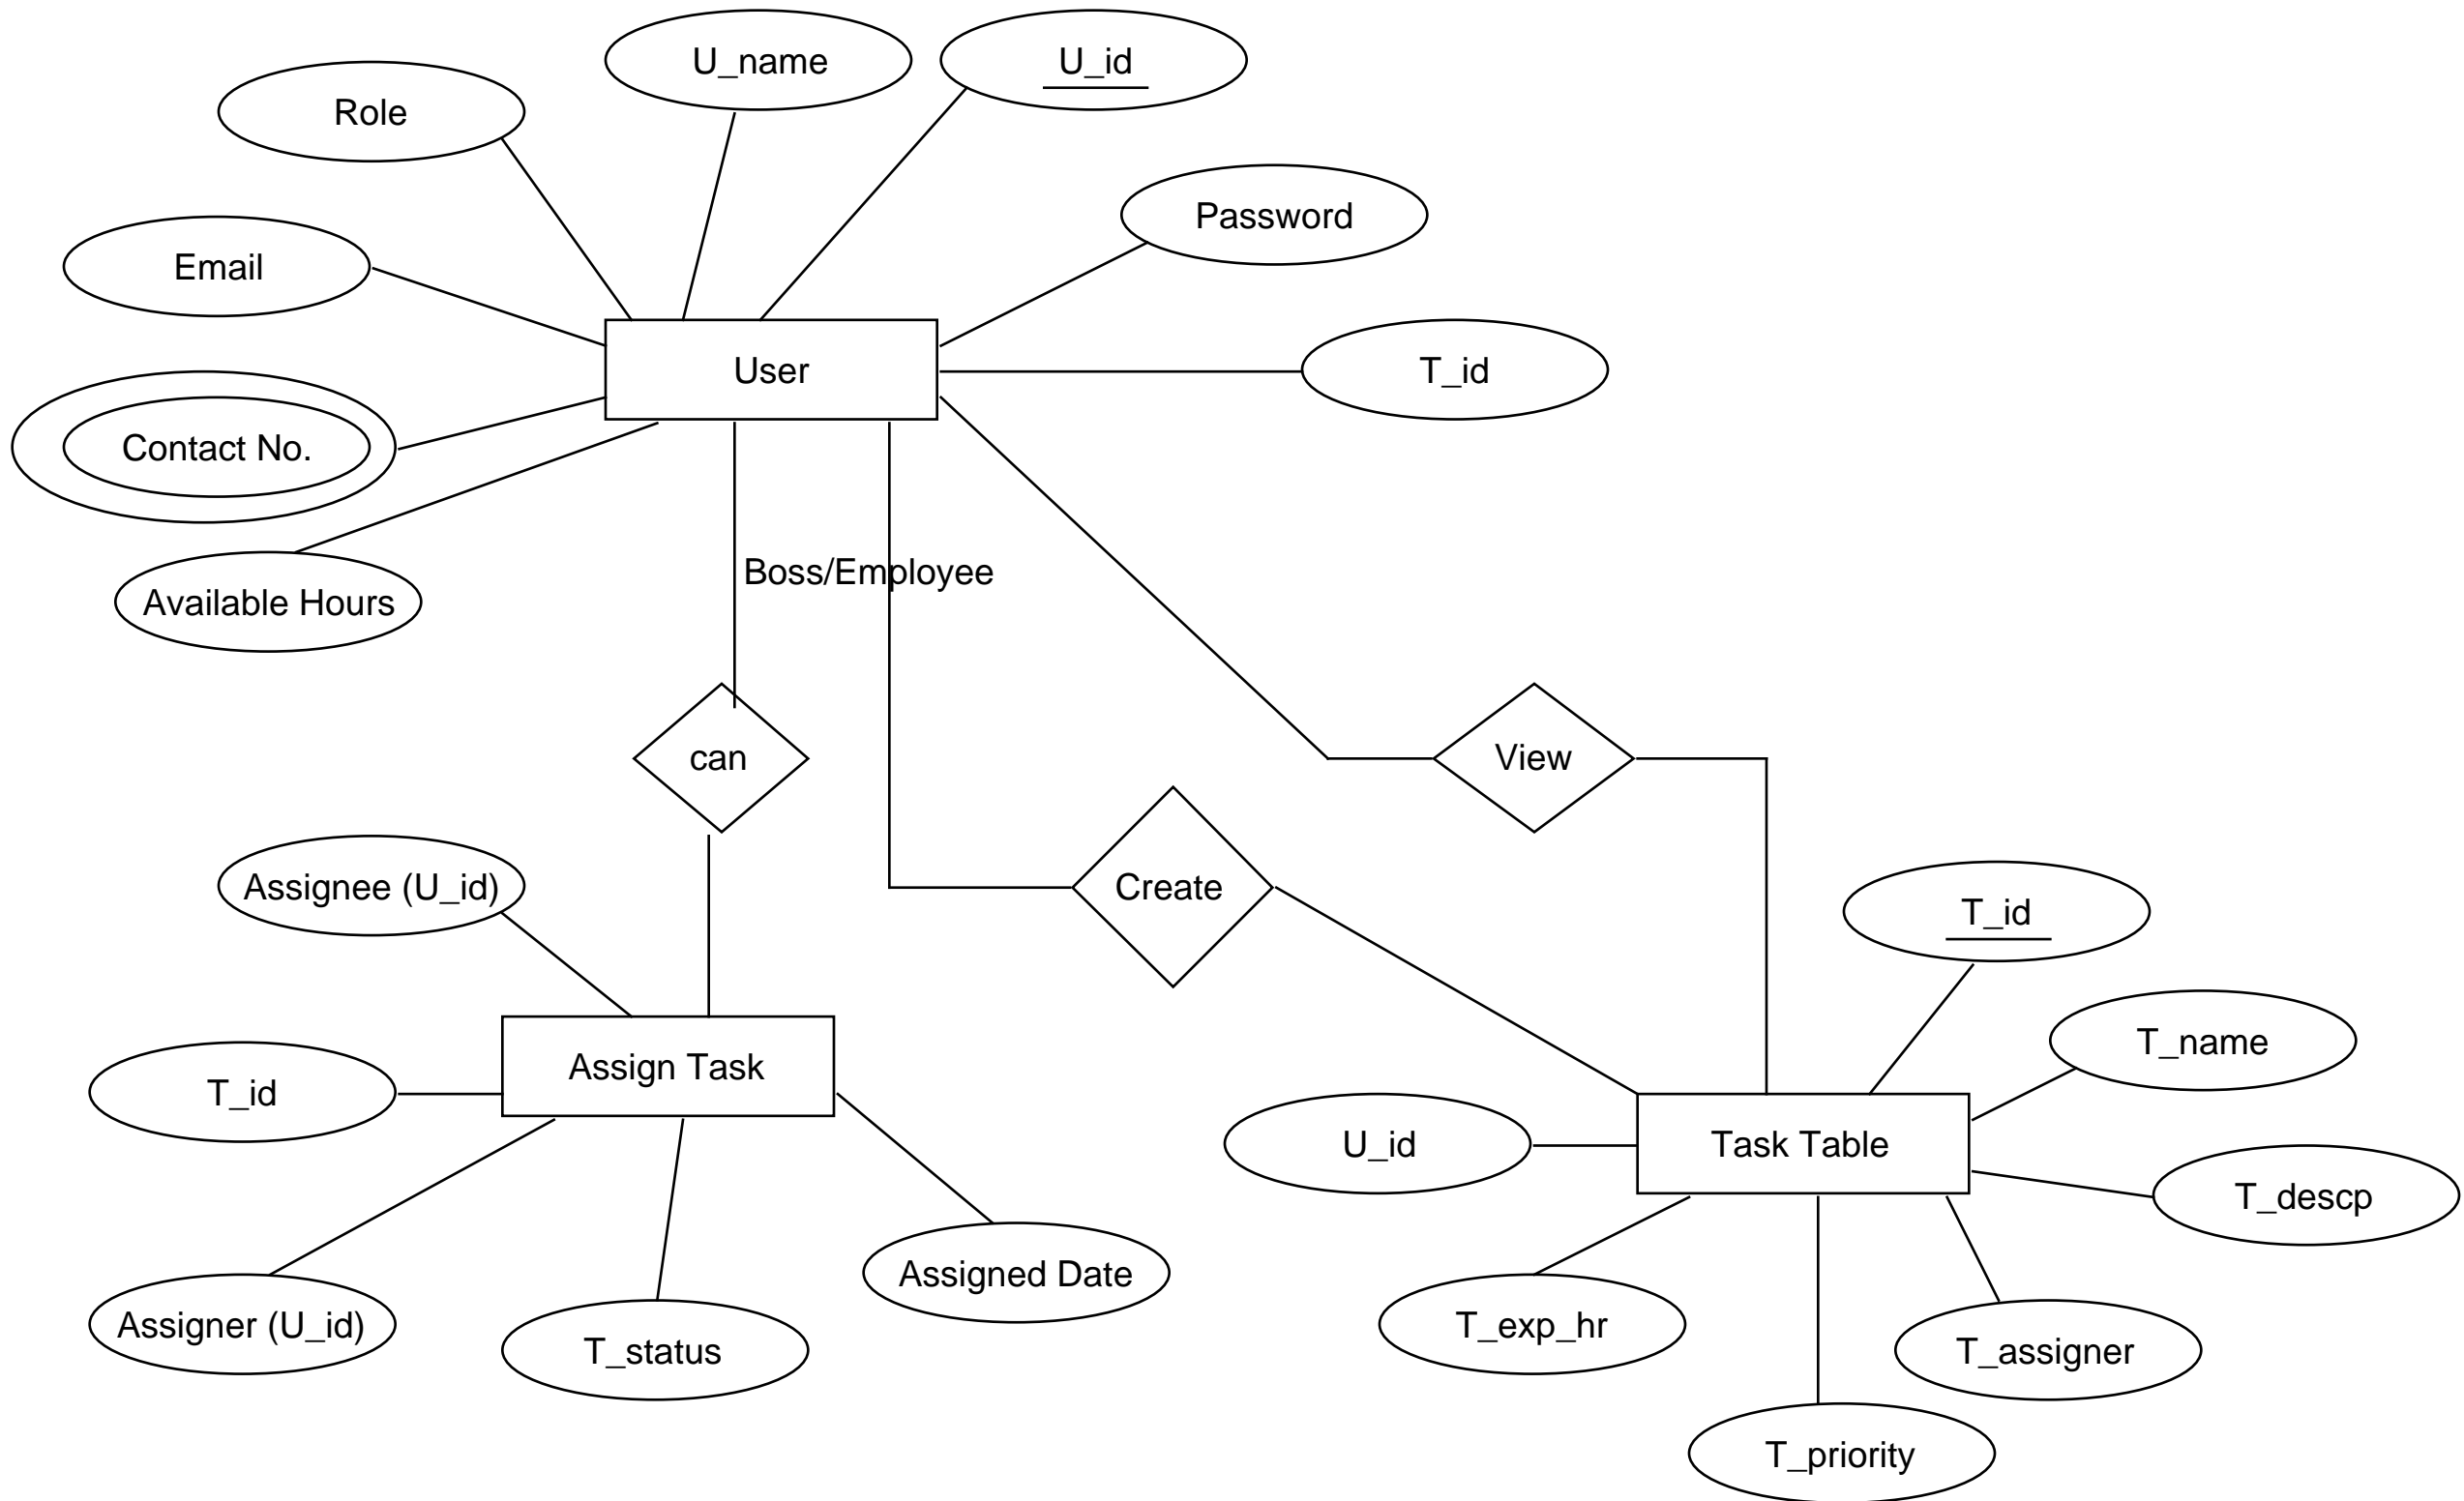 U_name
U_id
Role
Password
Email
User
T_id
Contact No.
Boss/Employee
Available Hours
can
View
Assignee (U_id)
Create
T_id
T_name
Assign Task
T_id
U_id
Task Table
T_descp
Assigned Date
Assigner (U_id)
T_exp_hr
T_status
T_assigner
T_priority